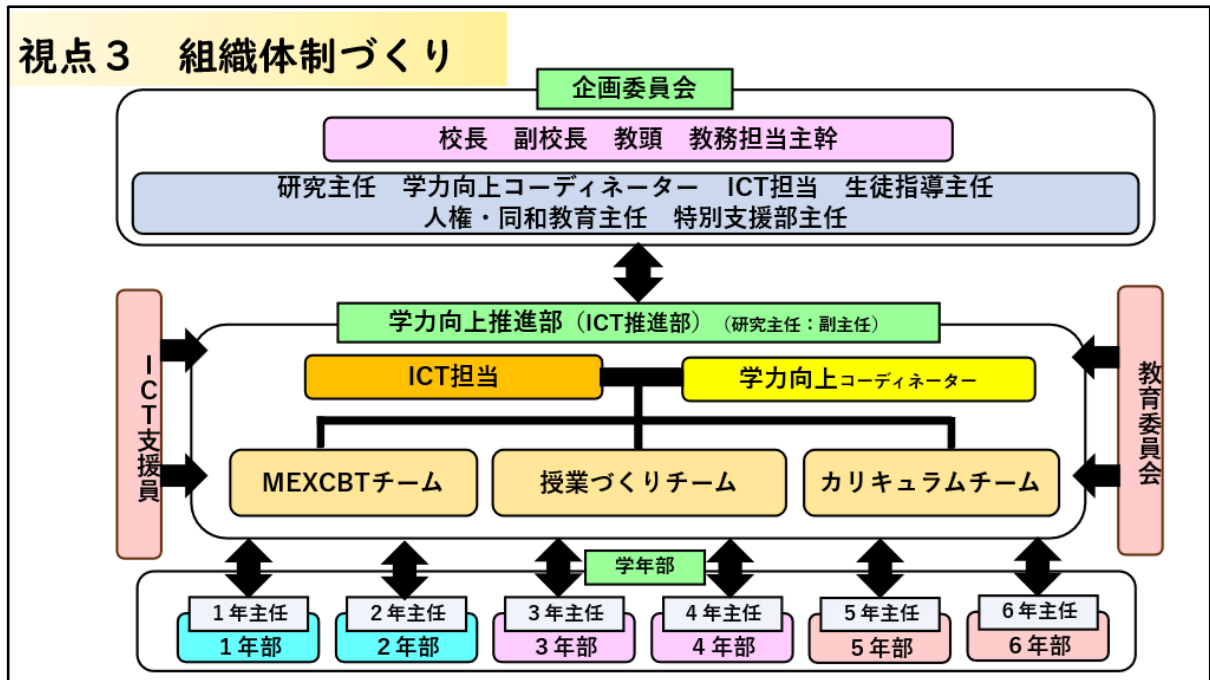 視点３　組織体制づくり
企画委員会
校長　副校長　教頭　教務担当主幹
研究主任　学力向上コーディネーター　ICT担当　生徒指導主任
人権・同和教育主任　特別支援部主任
学力向上推進部（ICT推進部）（研究主任：副主任）
ICT支援員
教育委員会
ICT担当
学力向上コーディネーター
MEXCBTチーム
授業づくりチーム
カリキュラムチーム
学年部
１年主任
２年主任
３年主任
４年主任
５年主任
６年主任
１年部
２年部
３年部
４年部
５年部
６年部